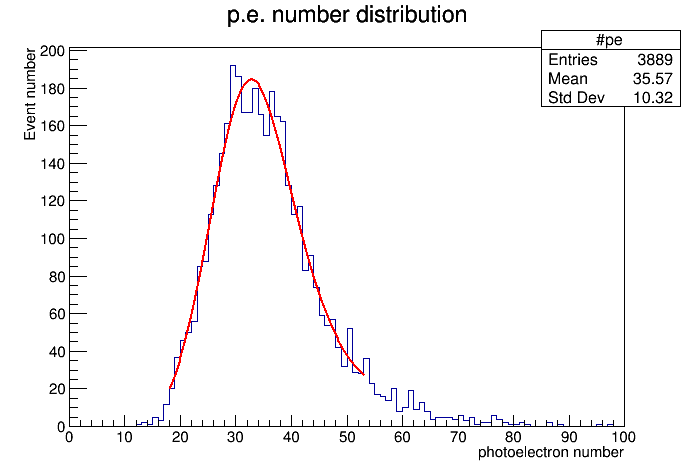 p.e. number distribution
#pe
Entries 3889
Mean 35.57
Std Dev 10.32
Event number
200
180
160
140
120
100
80
60
40
20
0
0 10 20 30 40 50 60 70 80 90 100
photoelectron number